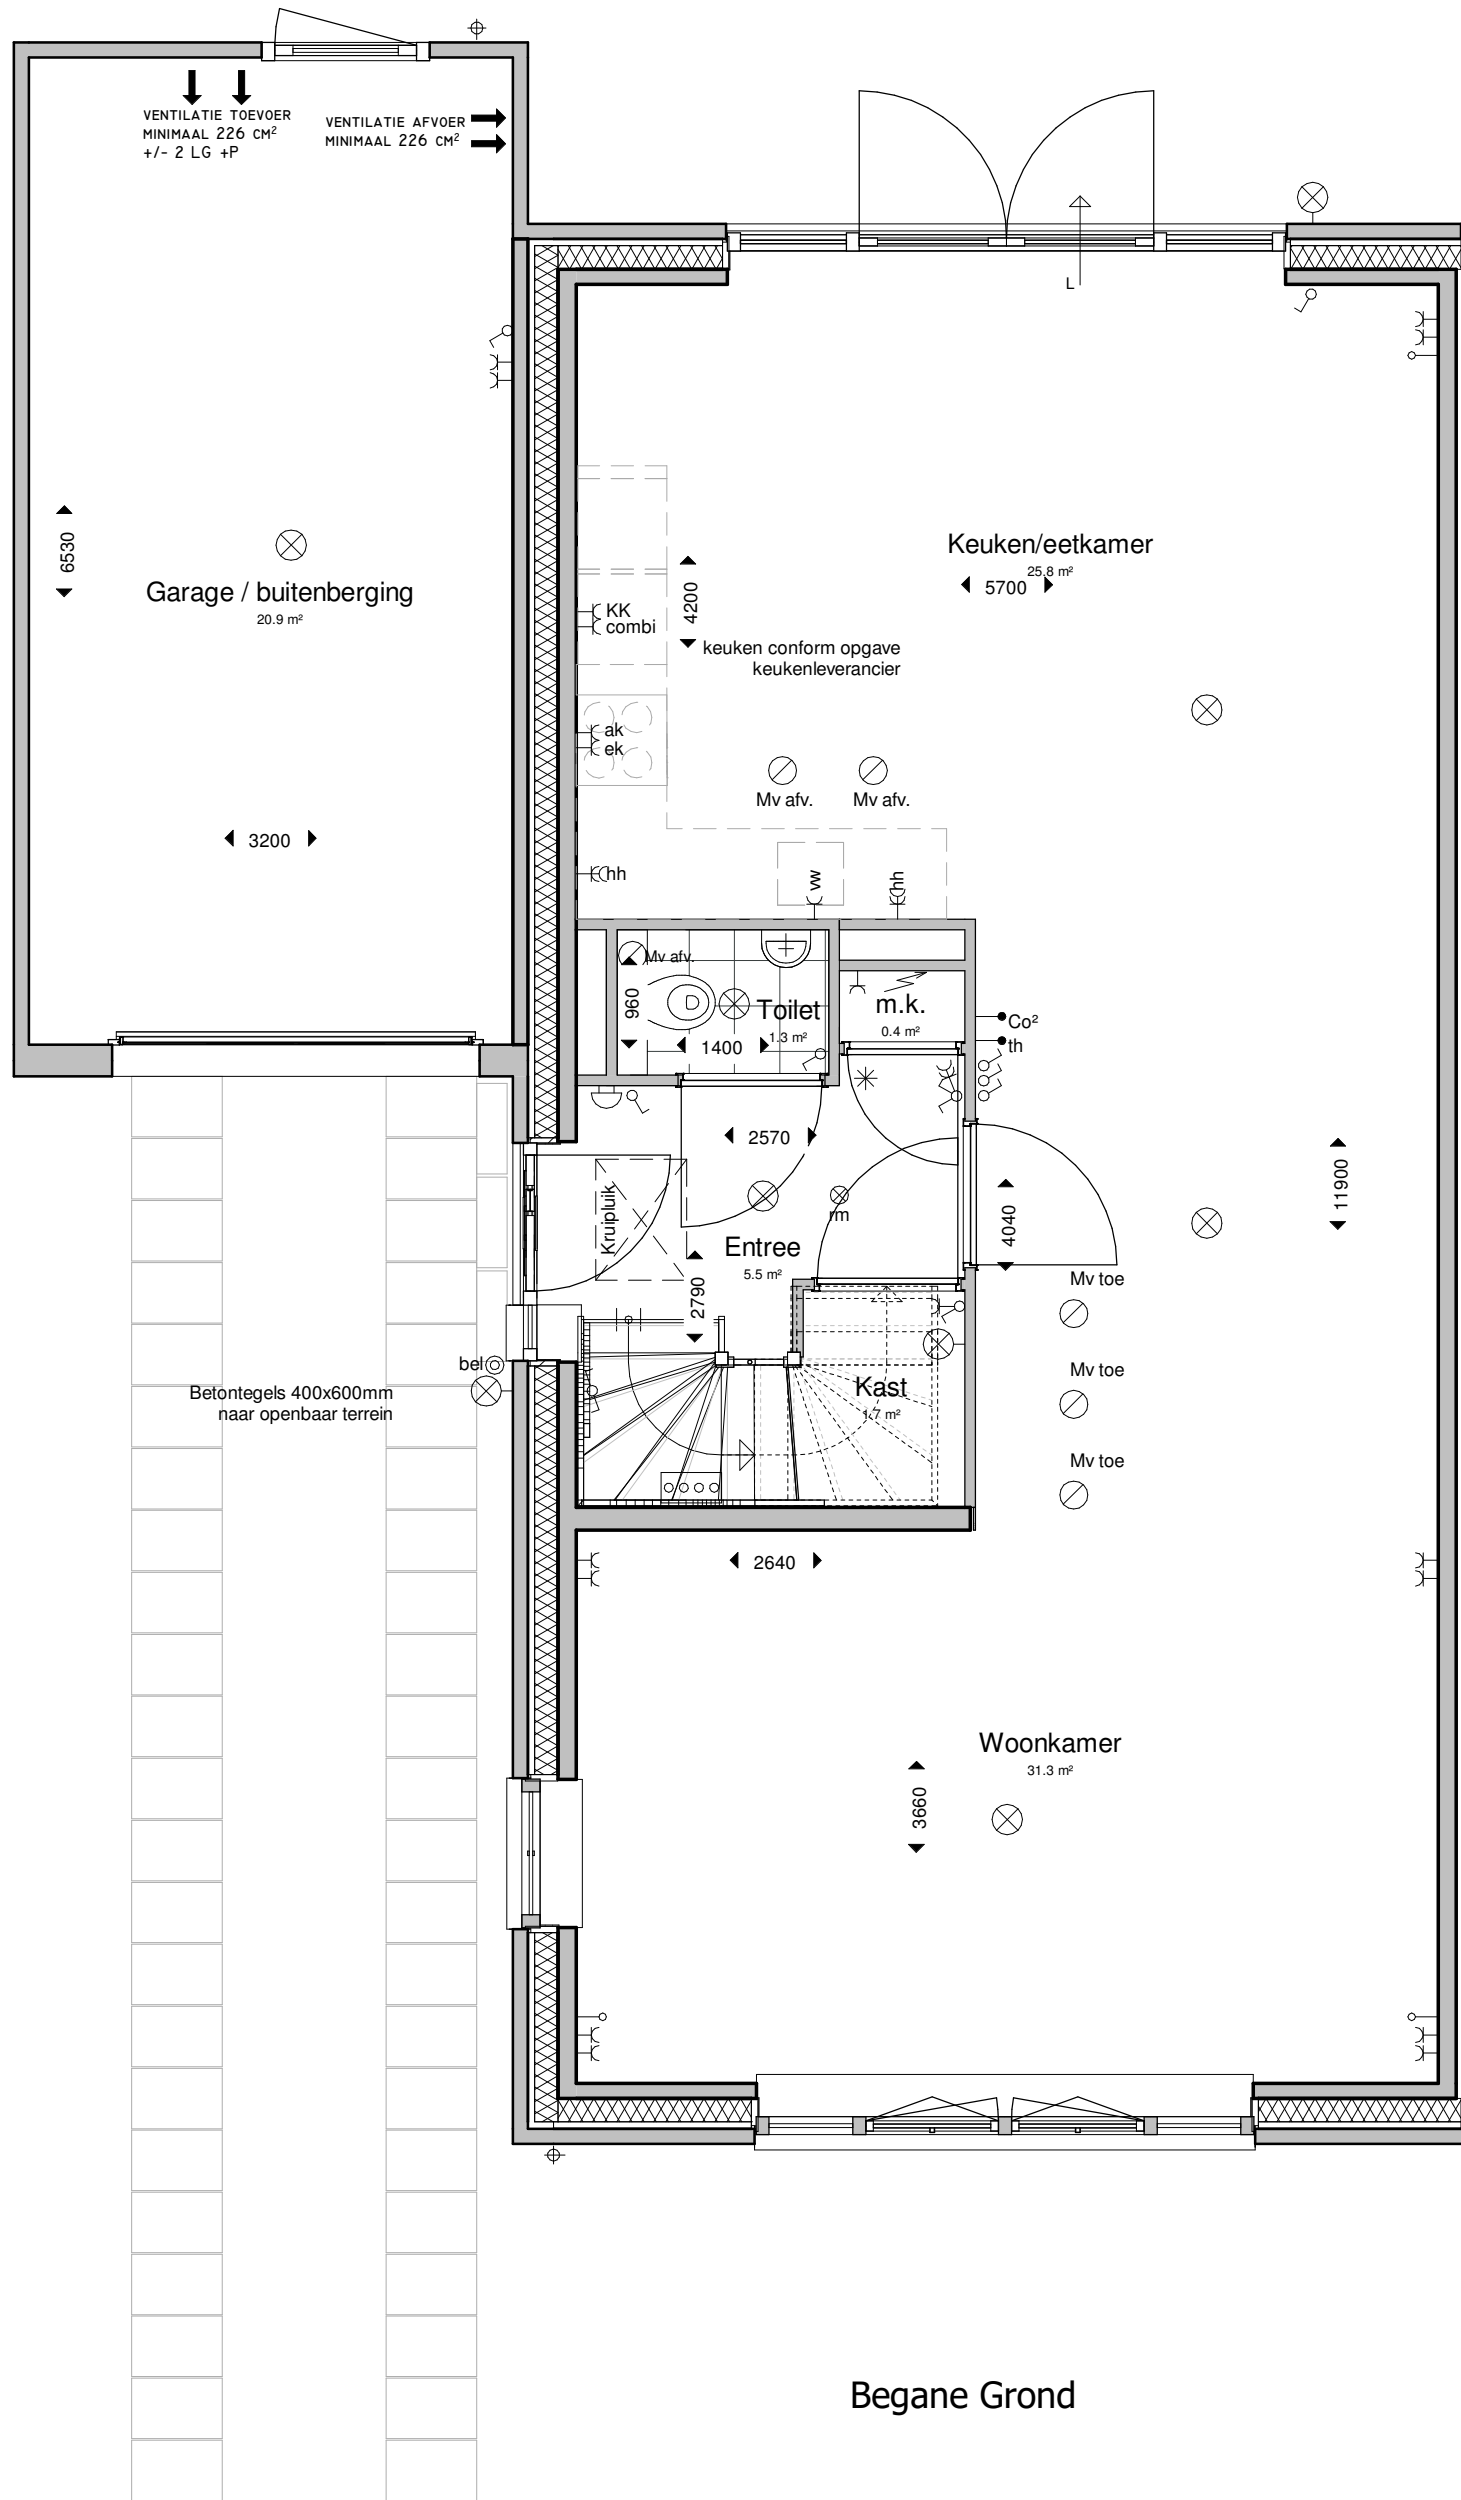 VENTILATIE TOEVOER
MINIMAAL 226 CM²
+/- 2 LG +P
VENTILATIE AFVOER
MINIMAAL 226 CM²
L
6530
Garage / buitenberging
20.9 m²
3200
Keuken/eetkamer
25.8 m²
5700
4200
KK
combi
keuken conform opgave
keukenleverancier
ak
ek
Mv afv.
Mv afv.
hh
vw
hh
Mv afv.
960
Toilet
1.3 m²
1400
m.k.
0.4 m²
Co²
th
2570
Kruipluik
rm
Entree
5.5 m²
2790
4040
11900
Mv toe
Mv toe
Mv toe
bel
Betontegels 400x600mm
naar openbaar terrein
Kast
1.7 m²
2640
Woonkamer
31.3 m²
3660
Begane Grond